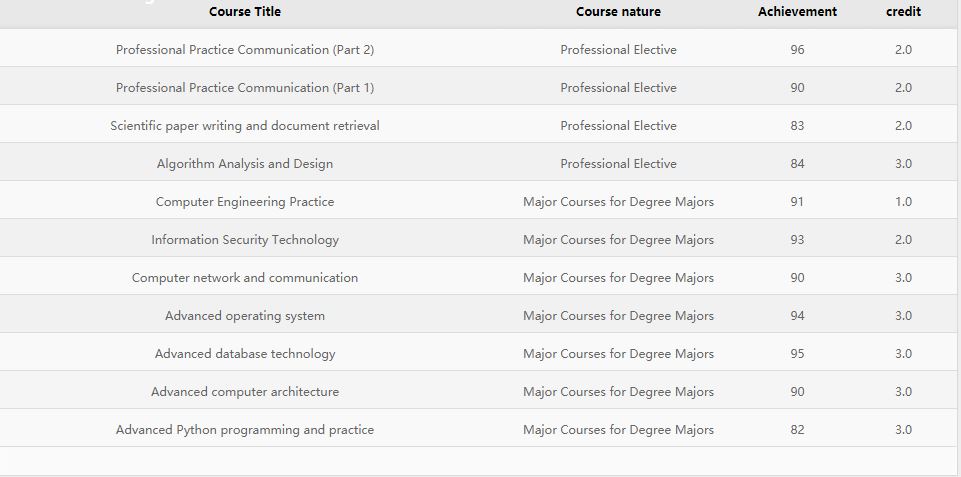 Course Title Course nature Achievement credit
Professional Practice Communication (Part 2) Professional Elective 96 2.0
Professional Practice Communication (Part 1) Professional Elective 90 2.0
Scientific paper writing and document retrieval Professional Elective 83 2.0
Algorithm Analysis and Design Professional Elective 84 3.0
Computer Engineering Practice Major Courses for Degree Majors 91 1.0
Information Security Technology Major Courses for Degree Majors 93 2.0
Computer network and communication Major Courses for Degree Majors 90 3.0
Advanced operating system Major Courses for Degree Majors 94 3.0
Advanced database technology Major Courses for Degree Majors 95 3.0
Advanced computer architecture Major Courses for Degree Majors 90 3.0
Advanced Python programming and practice Major Courses for Degree Majors 82 3.0